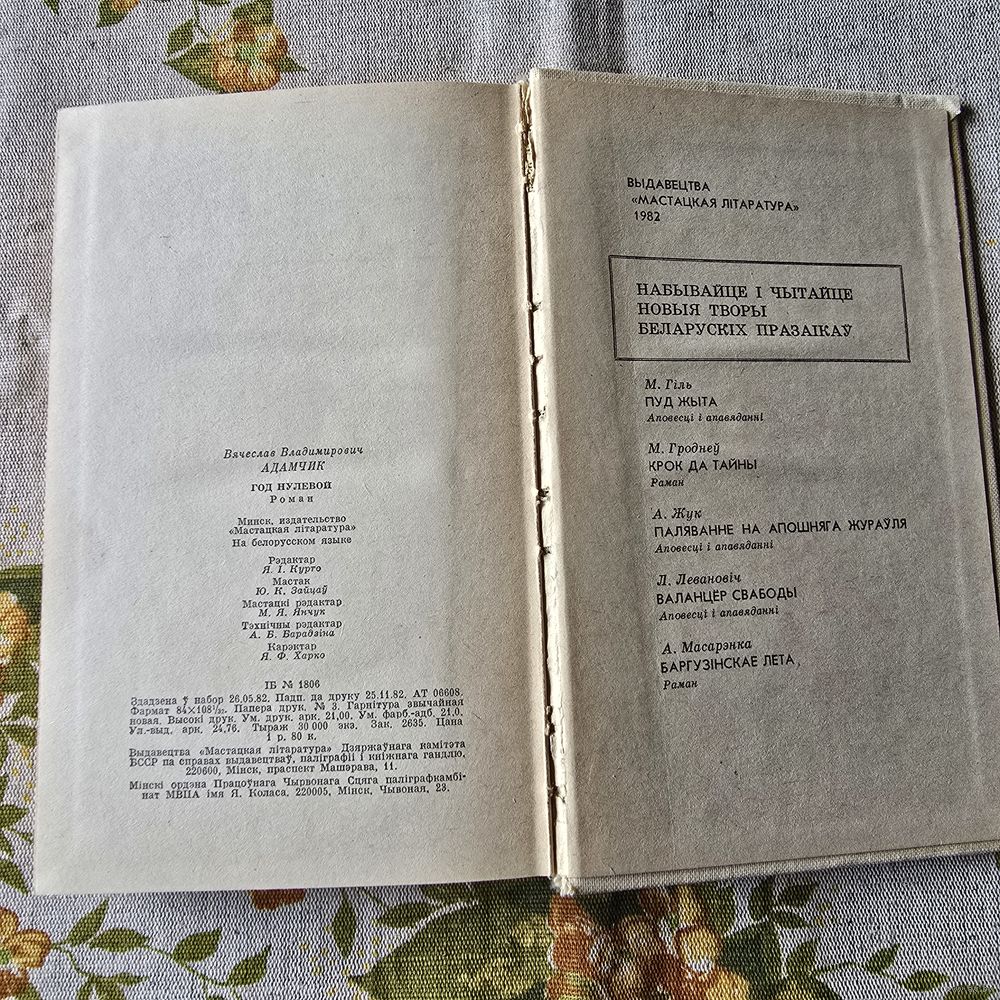 Вячеслав Владимирович
АДАМЧИК
ГОД НУЛЕВОЙ
Роман
Минск, издательство
«Мастацкая літаратура»
На белорусском языке
Рэдактар
Я. І. Курто
Мастак
Ю. К. Зайцаў
Мастацкі рэдактар
М. Я. Янчук
Тэхнічны рэдактар
А. Б. Барадзіна
Карэктар
Я. Ф. Харко
ІБ № 1806
Здадзена ў набор 26.05.82. Падп. да друку 25.11.82. АТ 06608.
Фармат 84×108¹/₃₂. Папера друк. № 3. Гарнітура звычайная
новая. Высокі друк. Ум. друк. арк. 21,00. Ум. фарб.-адб. 21,0.
Ул.-выд. арк. 24,76. Тыраж 30 000 экз. Зак. 2635. Цана
1 р. 80 к.
Выдавецтва «Мастацкая літаратура» Дзяржаўнага камітэта
БССР па справах выдавецтваў, паліграфіі і кніжнага гандлю.
220600, Мінск, праспект Машэрава, 11.
Мінскі ордэна Працоўнага Чырвонага Сцяга паліграфкамбі-
нат МВПА імя Я. Коласа. 220005, Мінск, Чывоная, 23.
ВЫДАВЕЦТВА
«МАСТАЦКАЯ ЛІТАРАТУРА»
1982
НАБЫВАЙЦЕ І ЧЫТАЙЦЕ
НОВЫЯ ТВОРЫ
БЕЛАРУСКІХ ПРАЗАІКАЎ
М. Гіль
ПУД ЖЫТА
Аповесці і апавяданні
М. Гроднеў
КРОК ДА ТАЙНЫ
Раман
А. Жук
ПАЛЯВАННЕ НА АПОШНЯГА ЖУРАЎЛЯ
Аповесці і апавяданні
Л. Левановіч
ВАЛАНЦЁР СВАБОДЫ
Аповесці і апавяданні
А. Масарэнка
БАРГУЗІНСКАЕ ЛЕТА
Раман